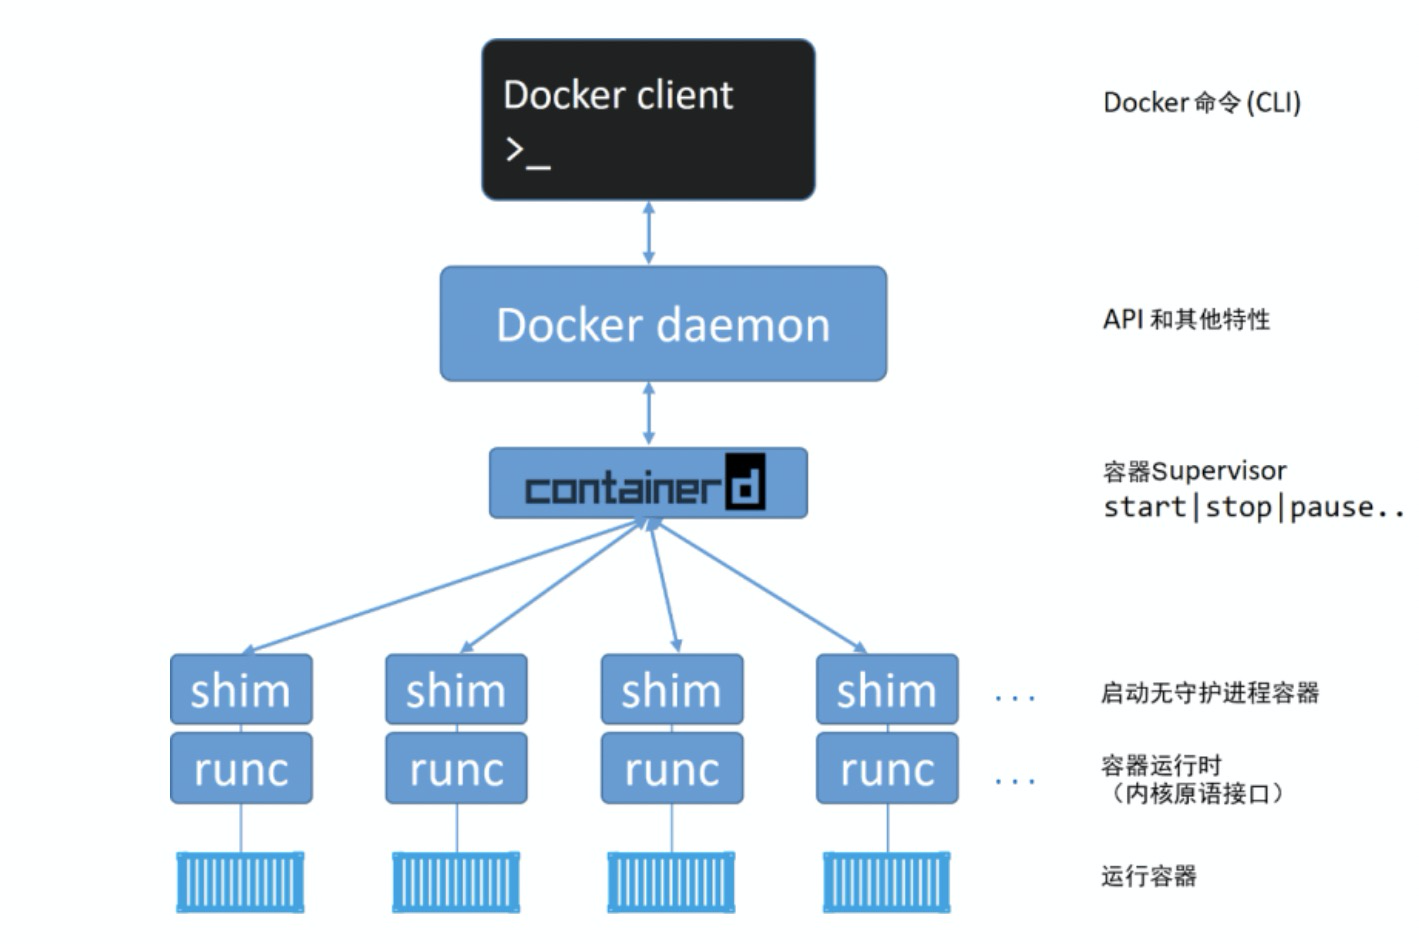 Docker client
>_
Docker 命令 (CLI)
Docker daemon
API 和其他特性
containerd
容器Supervisor
start|stop|pause..
shim shim shim shim ... 启动无守护进程容器
runc runc runc runc ... 容器运行时
（内核原语接口）
运行容器